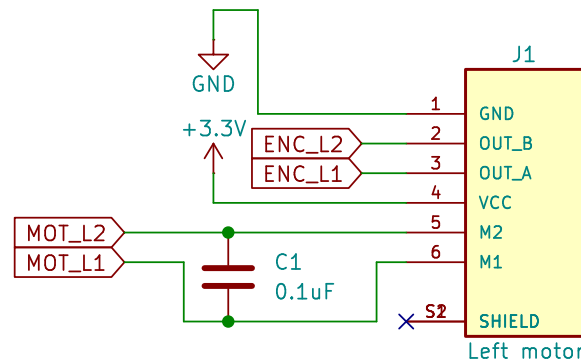 J1
GND
+3.3V
1 GND
ENC_L2 2 OUT_B
ENC_L1 3 OUT_A
4 VCC
MOT_L2 5 M2
MOT_L1 6 M1
C1
0.1uF
SHIELD
Left motor